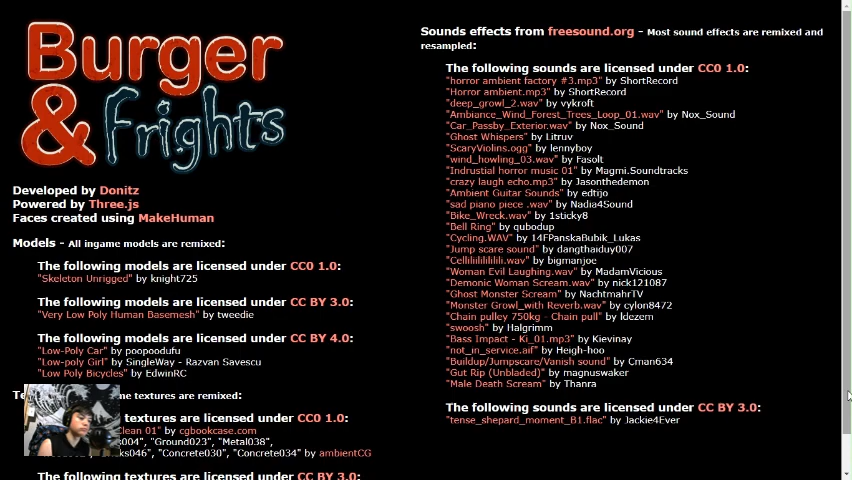 Burger
& Frights
Developed by Donitz
Powered by Three.js
Faces created using MakeHuman
Models - All ingame models are remixed:
The following models are licensed under CC0 1.0:
"Skeleton Unrigged" by knight725
The following models are licensed under CC BY 3.0:
"Very Low Poly Human Basemesh" by tweedie
The following models are licensed under CC BY 4.0:
"Low-Poly Car" by poopoodufu
"Low-poly Girl" by SingleWay - Razvan Savescu
"Low Poly Bicycles" by EdwinRC
textures are remixed:
textures are licensed under CC0 1.0:
01" by cgbookcase.com
"Ground023", "Metal038",
"Concrete030", "Concrete034" by ambientCG
The following textures are licensed under CC BY 3.0:
Sounds effects from freesound.org - Most sound effects are remixed and
resampled:
The following sounds are licensed under CC0 1.0:
"horror ambient factory #3.mp3" by ShortRecord
"Horror ambient.mp3" by ShortRecord
"deep_growl_2.wav" by vykroft
"Ambiance_Wind_Forest_Trees_Loop_01.wav" by Nox_Sound
"Car_Passby_Exterior.wav" by Nox_Sound
"Ghost Whispers" by Litruv
"ScaryViolins.ogg" by lennyboy
"wind_howling_03.wav" by Fasolt
"Indrustial horror music 01" by Magmi.Soundtracks
"crazy laugh echo.mp3" by Jasonthedemon
"Ambient Guitar Sounds" by edtijo
"sad piano piece .wav" by Nadia4Sound
"Bike_Wreck.wav" by 1sticky8
"Bell Ring" by qubodup
"Cycling.WAV" by 14FPanskaBubik_Lukas
"Jump scare sound" by dangthaiduy007
by bigmanjoe
"Woman Evil Laughing.wav" by MadamVicious
"Demonic Woman Scream.wav" by nick121087
"Ghost Monster Scream" by NachtmahrTV
"Monster Growl_with Reverb.wav" by cylon8472
"Chain pulley 750kg - Chain pull" by ldezem
"swoosh" by Halgrimm
"Bass Impact - Ki_01.mp3" by Kievinay
"not_in_service.aif" by Heigh-hoo
"Buildup/Jumpscare/Vanish sound" by Cman634
"Gut Rip (Unbladed)" by magnuswaker
"Male Death Scream" by Thanra
The following sounds are licensed under CC BY 3.0:
"tense_shepard_moment_B1.flac" by Jackie4Ever